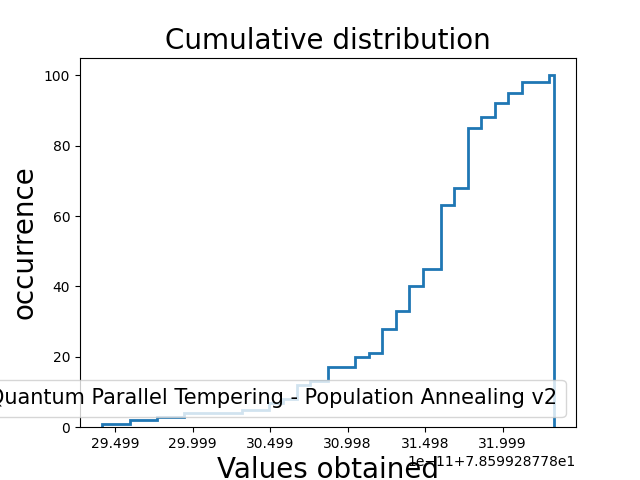 Cumulative distribution
100
80
60
40
20
0
occurrence
Quantum Parallel Tempering - Population Annealing v2
29.499 29.999 30.499 30.998 31.498 31.999
1e−11+7.859928778e1
Values obtained